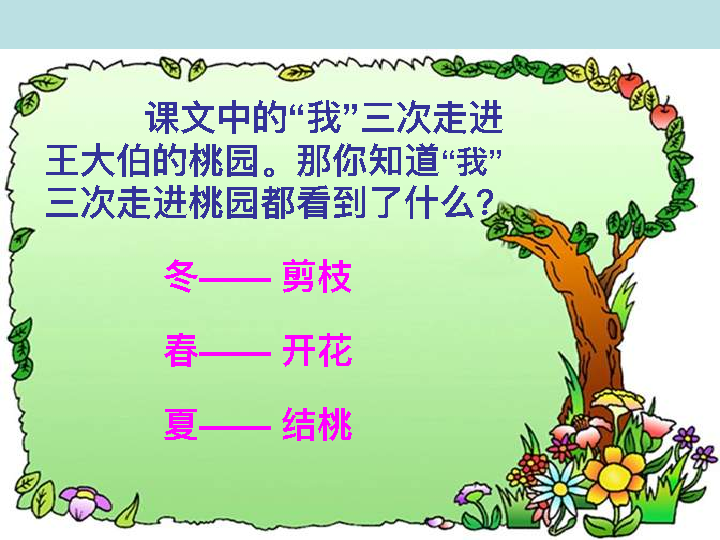 课文中的“我”三次走进
王大伯的桃园。那你知道“我”
三次走进桃园都看到了什么?
冬—— 剪枝
春—— 开花
夏—— 结桃